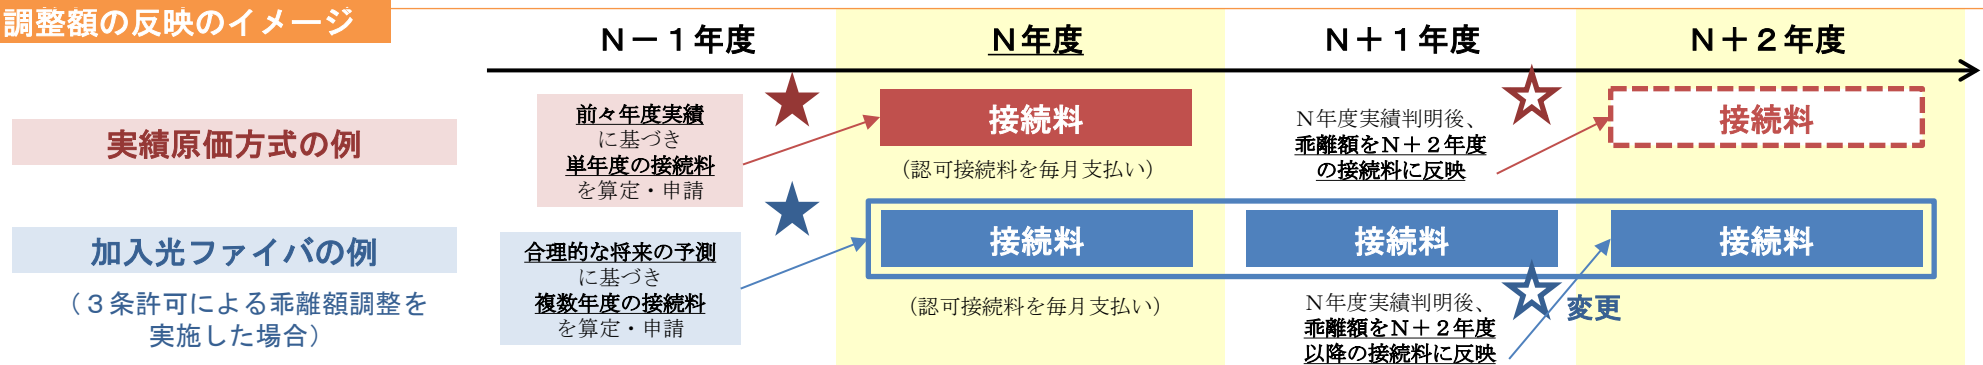 調整額の反映のイメージ
N－1年度
N年度
N＋1年度
N＋2年度
実績原価方式の例
前々年度実績
に基づき
単年度の接続料
を算定・申請
接続料
（認可接続料を毎月支払い）
N年度実績判明後、
乖離額をN＋2年度
の接続料に反映
接続料
加入光ファイバの例
（３条許可による乖離額調整を
実施した場合）
合理的な将来の予測
に基づき
複数年度の接続料
を算定・申請
接続料
接続料
接続料
（認可接続料を毎月支払い）
N年度実績判明後、
乖離額をN＋2年度
以降の接続料に反映
変更